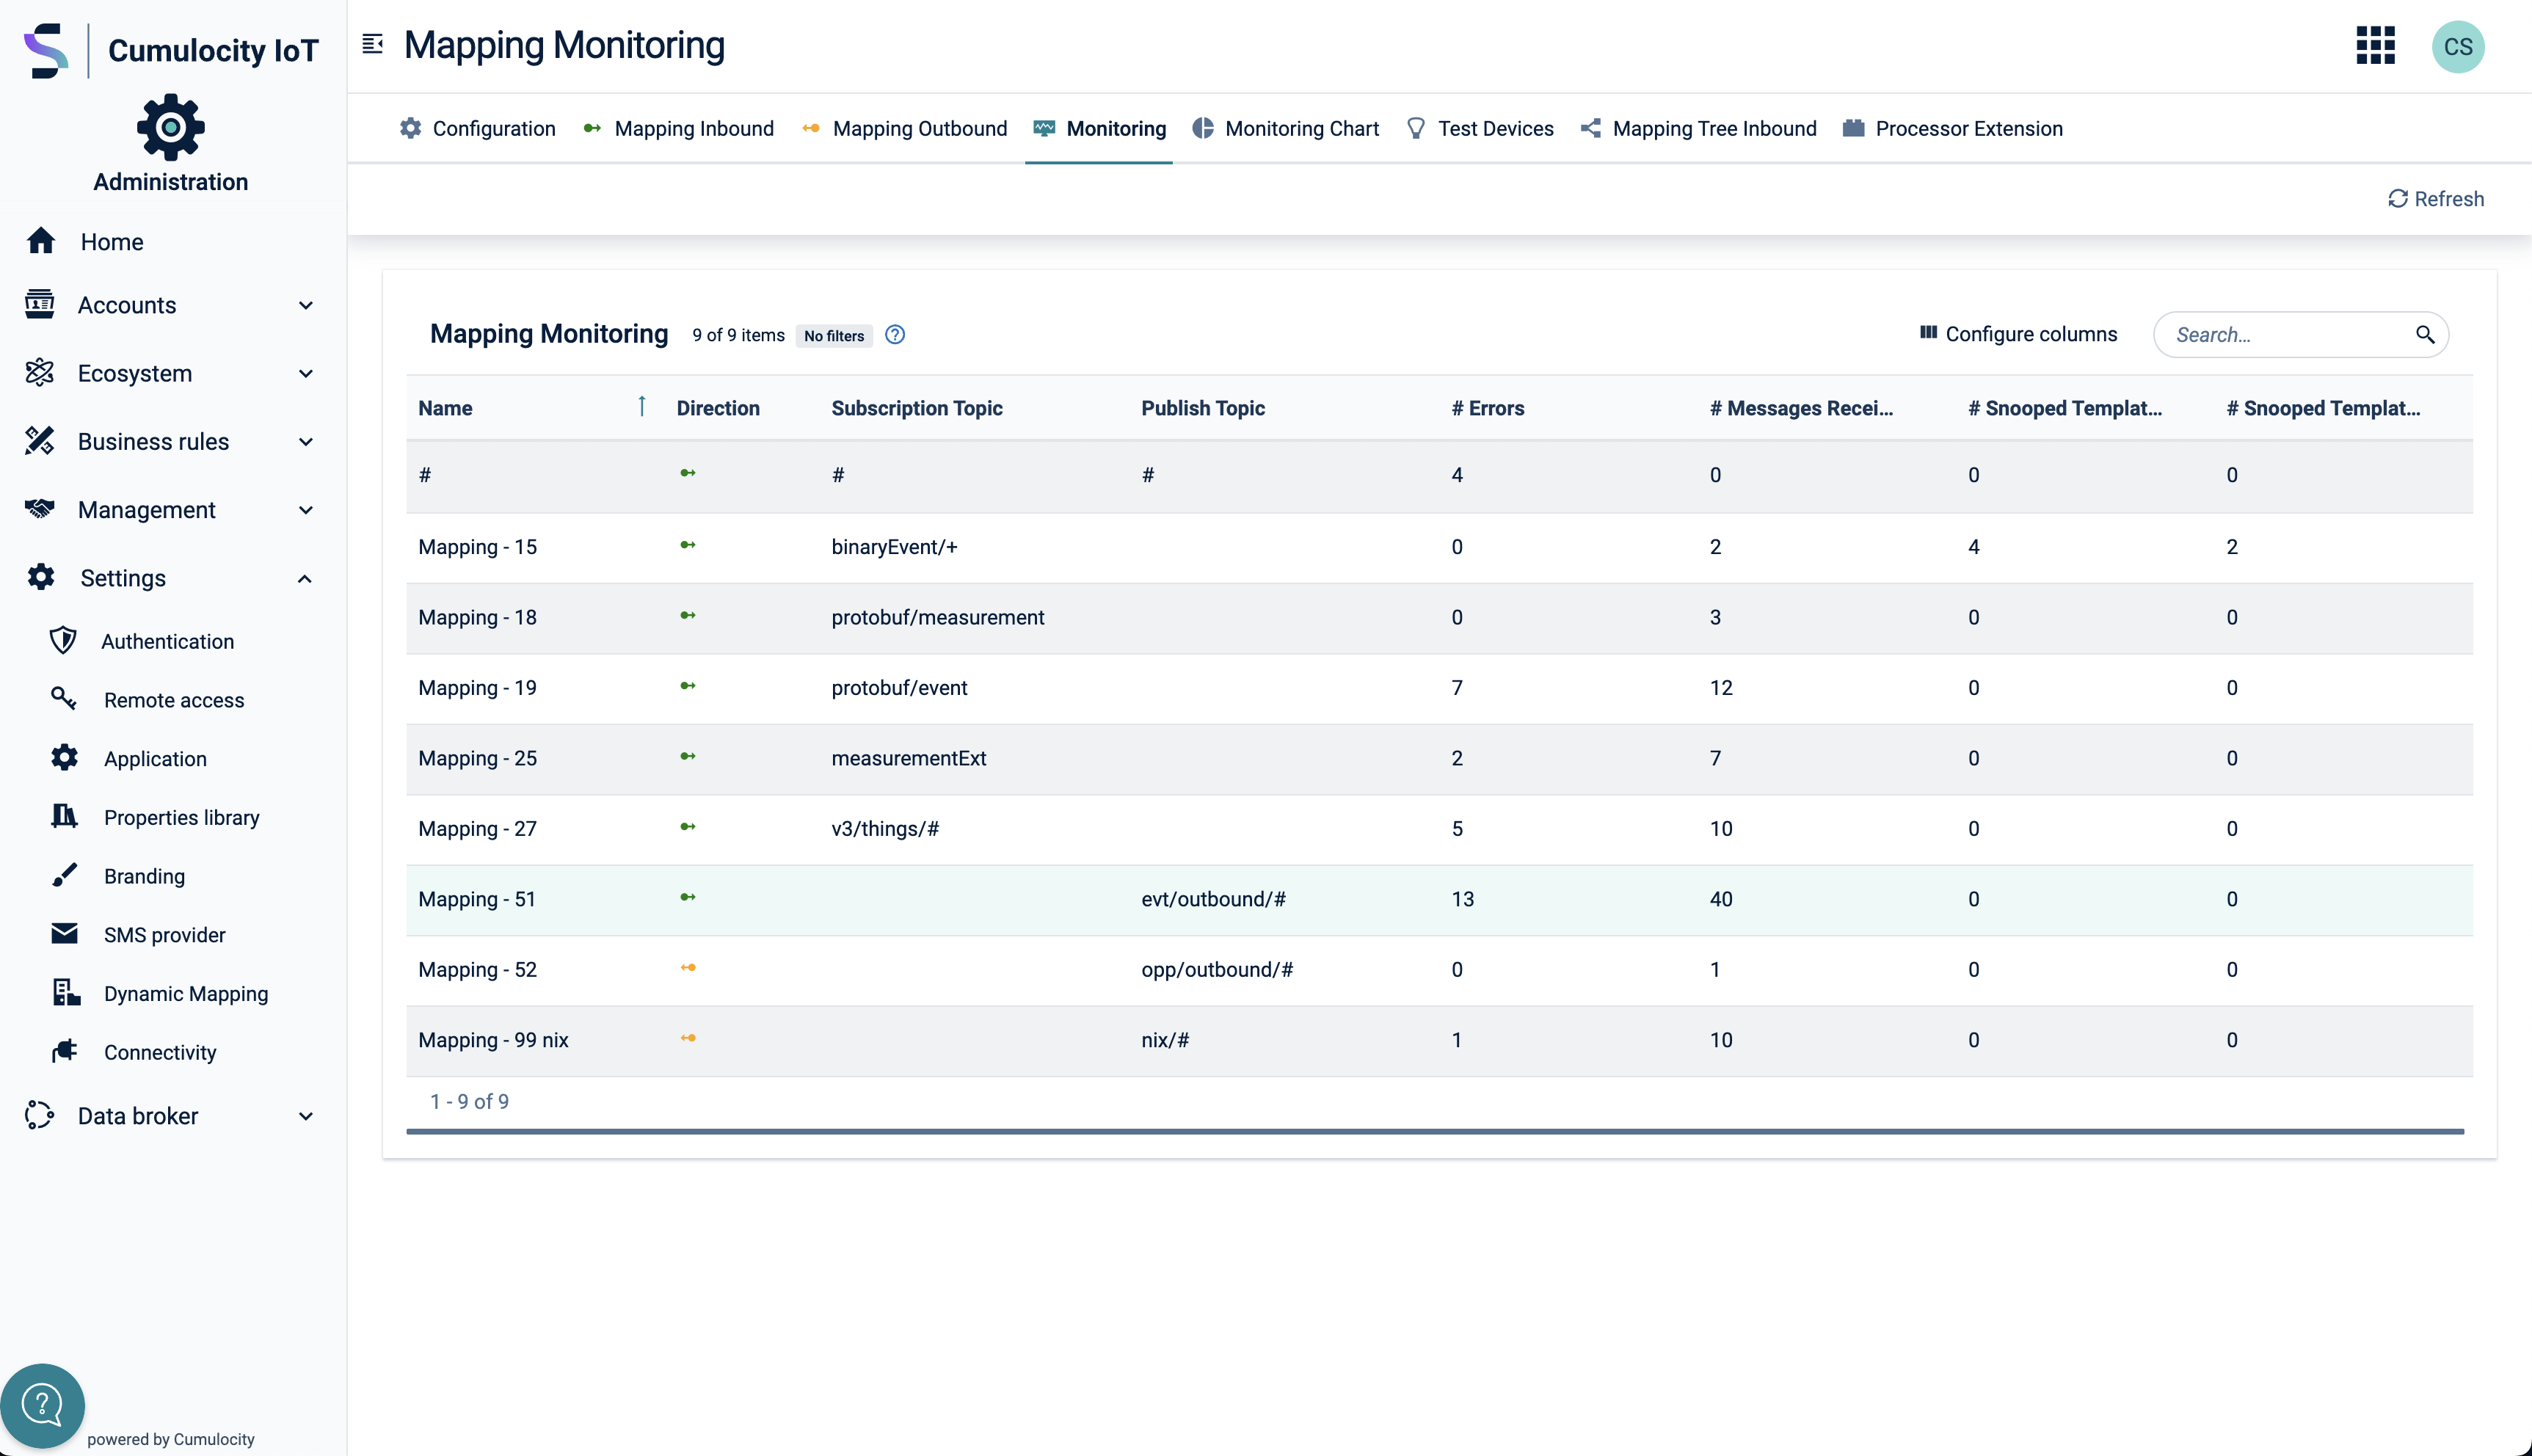 Cumulocity IoT
Mapping Monitoring
CS
Administration
Configuration Mapping Inbound Mapping Outbound Monitoring Monitoring Chart Test Devices Mapping Tree Inbound Processor Extension
Refresh
Home
Accounts
Ecosystem
Business rules
Management
Settings
Authentication
Remote access
Application
Properties library
Branding
SMS provider
Dynamic Mapping
Connectivity
Data broker
powered by Cumulocity
Mapping Monitoring 9 of 9 items No filters Configure columns Search...
Name Direction Subscription Topic Publish Topic # Errors # Messages Recei... # Snooped Templat... # Snooped Templat...
# # # 4 0 0 0
Mapping - 15 binaryEvent/+ 0 2 4 2
Mapping - 18 protobuf/measurement 0 3 0 0
Mapping - 19 protobuf/event 7 12 0 0
Mapping - 25 measurementExt 2 7 0 0
Mapping - 27 v3/things/# 5 10 0 0
Mapping - 51 evt/outbound/# 13 40 0 0
Mapping - 52 opp/outbound/# 0 1 0 0
Mapping - 99 nix nix/# 1 10 0 0
1 - 9 of 9